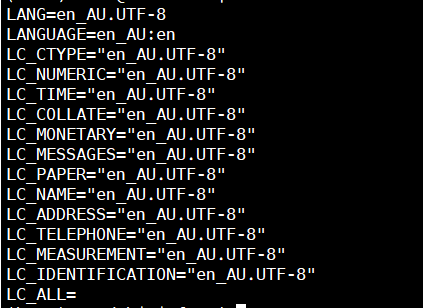 LANG=en_AU.UTF-8
LANGUAGE=en_AU:en
LC_CTYPE="en_AU.UTF-8"
LC_NUMERIC="en_AU.UTF-8"
LC_TIME="en_AU.UTF-8"
LC_COLLATE="en_AU.UTF-8"
LC_MONETARY="en_AU.UTF-8"
LC_MESSAGES="en_AU.UTF-8"
LC_PAPER="en_AU.UTF-8"
LC_NAME="en_AU.UTF-8"
LC_ADDRESS="en_AU.UTF-8"
LC_TELEPHONE="en_AU.UTF-8"
LC_MEASUREMENT="en_AU.UTF-8"
LC_IDENTIFICATION="en_AU.UTF-8"
LC_ALL=